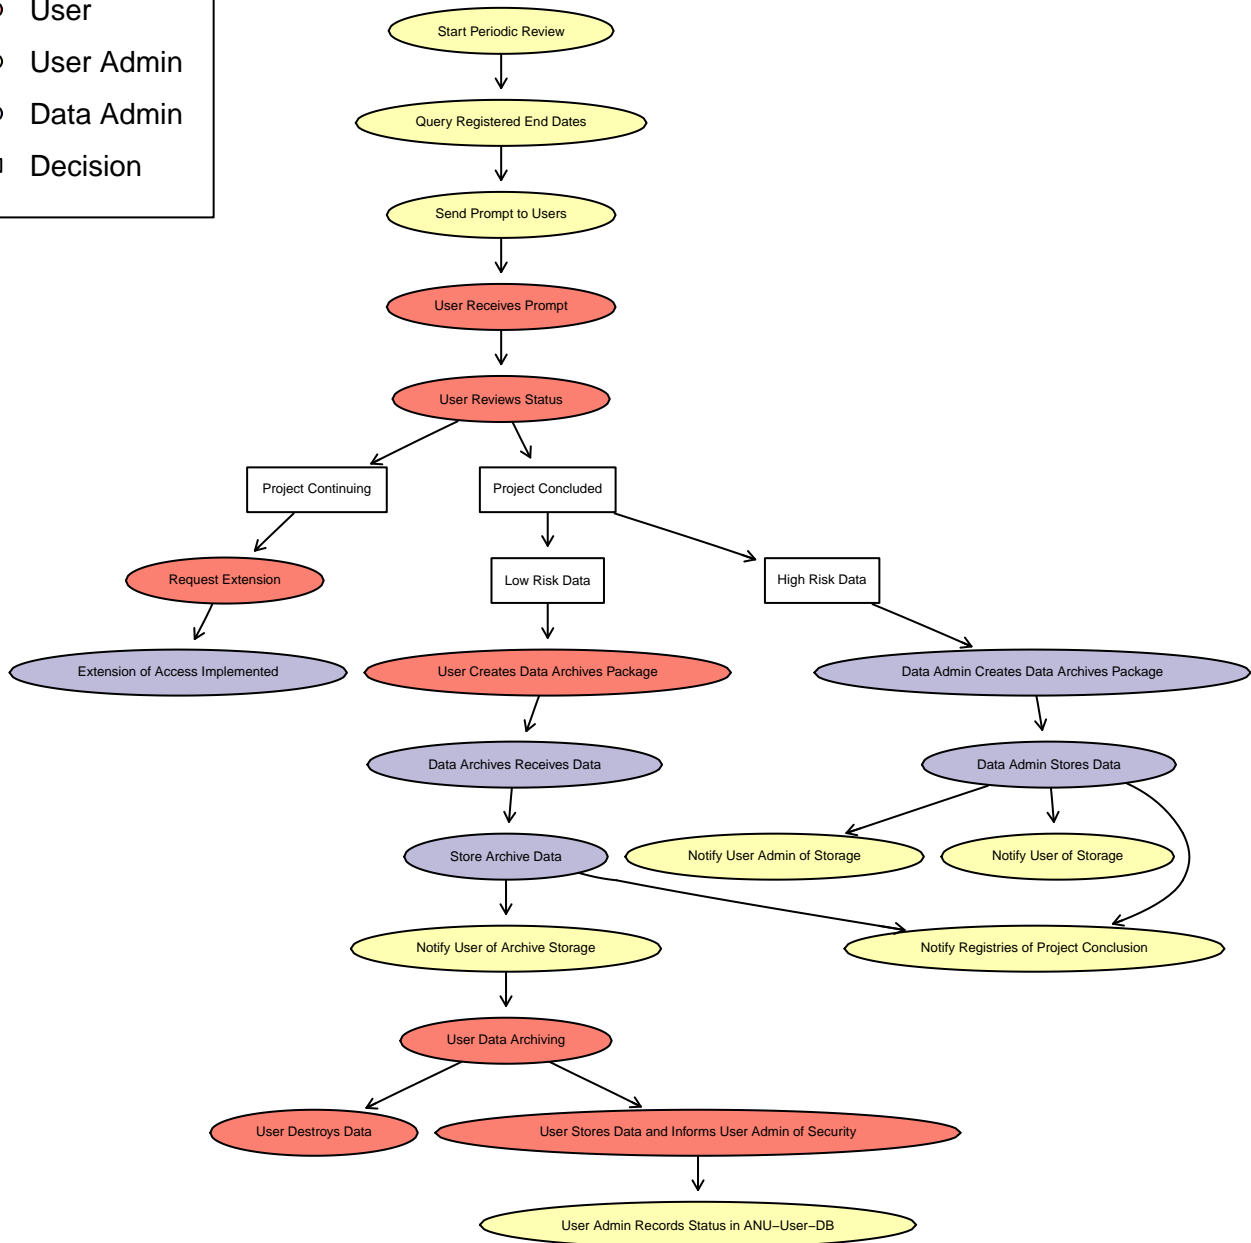 User
User Admin
Data Admin
Decision
Start Periodic Review
Query Registered End Dates
Send Prompt to Users
User Receives Prompt
User Reviews Status
Project Continuing
Project Concluded
Request Extension
Low Risk Data
High Risk Data
Extension of Access Implemented
User Creates Data Archives Package
Data Admin Creates Data Archives Package
Data Archives Receives Data
Data Admin Stores Data
Store Archive Data
Notify User Admin of Storage
Notify User of Storage
Notify User of Archive Storage
Notify Registries of Project Conclusion
User Data Archiving
User Destroys Data
User Stores Data and Informs User Admin of Security
User Admin Records Status in ANU−User−DB